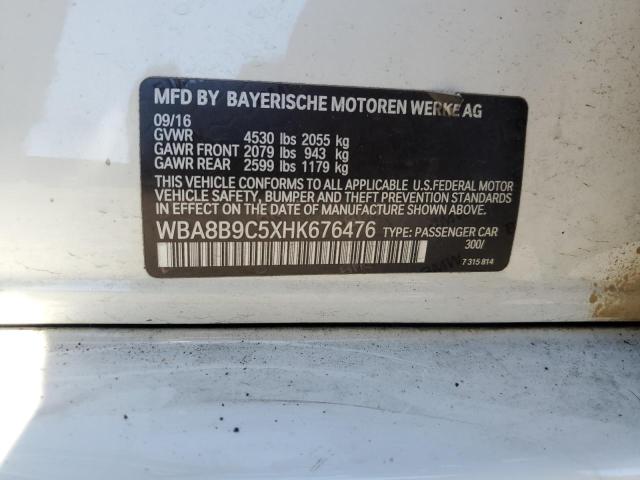 MFD BY BAYERISCHE MOTOREN WERKE AG
09/16
GVWR 4530 lbs 2055 kg
GAWR FRONT 2079 lbs 943 kg
GAWR REAR 2599 lbs 1179 kg
THIS VEHICLE CONFORMS TO ALL APPLICABLE U.S.FEDERAL MOTOR
VEHICLE SAFETY, BUMPER AND THEFT PREVENTION STANDARDS
IN EFFECT ON THE DATE OF MANUFACTURE SHOWN ABOVE.
WBA8B9C5XHK676476 TYPE: PASSENGER CAR
300/
7 315 814